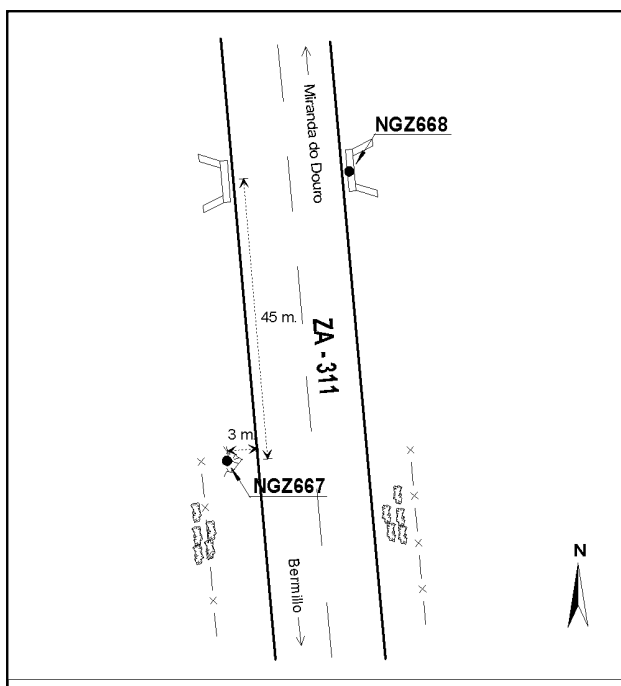 Miranda do Douro
NGZ668
45 m.
ZA - 311
3 m.
NGZ667
Bermillo
N